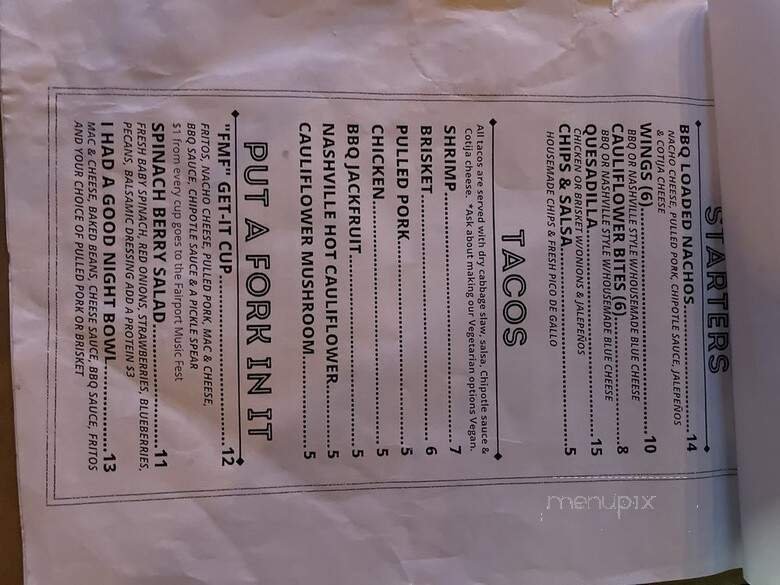 STARTERS
BBQ LOADED NACHOS..................14
NACHO CHEESE, PULLED PORK, CHIPOTLE SAUCE, JALEPEÑOS
& COTIJA CHEESE
WINGS (6)..................10
BBQ OR NASHVILLE STYLE W/HOUSEMADE BLUE CHEESE
CAULIFLOWER BITES (6)..................8
BBQ OR NASHVILLE STYLE W/HOUSEMADE BLUE CHEESE
QUESADILLA..................15
CHICKEN OR BRISKET W/ONIONS & JALEPEÑOS
CHIPS & SALSA..................5
HOUSEMADE CHIPS & FRESH PICO DE GALLO
TACOS
All tacos are served with dry cabbage slaw, salsa, Chipotle sauce &
Cotija cheese. *Ask about making our Vegetarian options Vegan.
SHRIMP..................7
BRISKET..................6
PULLED PORK..................5
CHICKEN..................5
BBQ JACKFRUIT..................5
NASHVILLE HOT CAULIFLOWER..................5
CAULIFLOWER MUSHROOM..................5
PUT A FORK IN IT
"FMF" GET-IT CUP..................12
FRITOS, NACHO CHEESE, PULLED PORK, MAC & CHEESE,
BBQ SAUCE, CHIPOTLE SAUCE & A PICKLE SPEAR
$1 from every cup goes to the Fairport Music Fest
SPINACH BERRY SALAD..................11
FRESH BABY SPINACH, RED ONIONS, STRAWBERRIES, BLUEBERRIES,
PECANS, BALSAMIC DRESSING ADD A PROTEIN $3
I HAD A GOOD NIGHT BOWL..................13
MAC & CHEESE, BAKED BEANS, CHEESE SAUCE, BBQ SAUCE, FRITOS
AND YOUR CHOICE OF PULLED PORK OR BRISKET
menupix